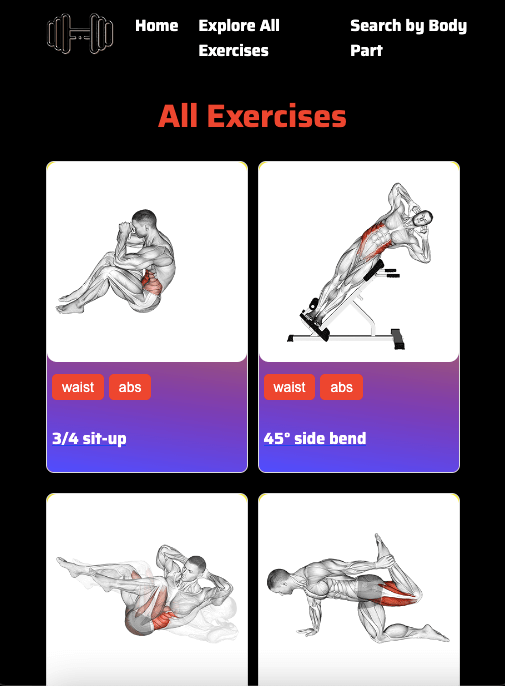 Home
Explore All
Exercises
Search by Body
Part
All Exercises
waist abs
3/4 sit-up
waist abs
45° side bend